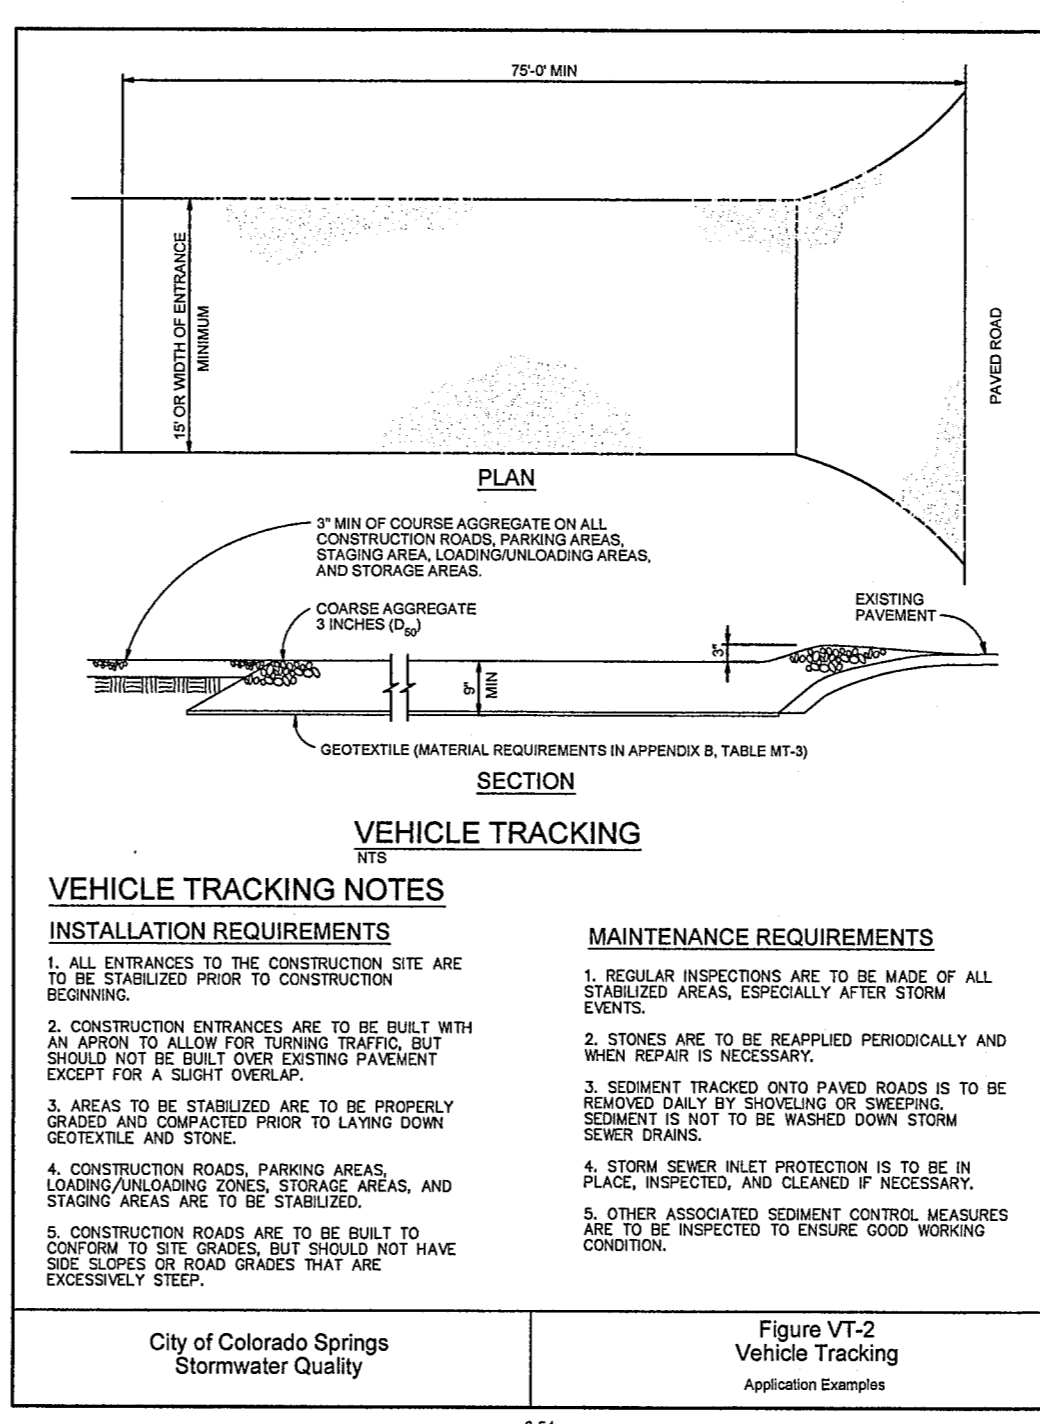 75'-0' MIN
15' OR WIDTH OF ENTRANCE
MINIMUM
PAVED ROAD
PLAN
3" MIN OF COURSE AGGREGATE ON ALL
CONSTRUCTION ROADS, PARKING AREAS,
STAGING AREA, LOADING/UNLOADING AREAS,
AND STORAGE AREAS.
COARSE AGGREGATE
3 INCHES (D50)
EXISTING
PAVEMENT
3"
9"
MIN
GEOTEXTILE (MATERIAL REQUIREMENTS IN APPENDIX B, TABLE MT-3)
SECTION
VEHICLE TRACKING
NTS
VEHICLE TRACKING NOTES
INSTALLATION REQUIREMENTS
1. ALL ENTRANCES TO THE CONSTRUCTION SITE ARE
TO BE STABILIZED PRIOR TO CONSTRUCTION
BEGINNING.
2. CONSTRUCTION ENTRANCES ARE TO BE BUILT WITH
AN APRON TO ALLOW FOR TURNING TRAFFIC, BUT
SHOULD NOT BE BUILT OVER EXISTING PAVEMENT
EXCEPT FOR A SLIGHT OVERLAP.
3. AREAS TO BE STABILIZED ARE TO BE PROPERLY
GRADED AND COMPACTED PRIOR TO LAYING DOWN
GEOTEXTILE AND STONE.
4. CONSTRUCTION ROADS, PARKING AREAS,
LOADING/UNLOADING ZONES, STORAGE AREAS, AND
STAGING AREAS ARE TO BE STABILIZED.
5. CONSTRUCTION ROADS ARE TO BE BUILT TO
CONFORM TO SITE GRADES, BUT SHOULD NOT HAVE
SIDE SLOPES OR ROAD GRADES THAT ARE
EXCESSIVELY STEEP.
MAINTENANCE REQUIREMENTS
1. REGULAR INSPECTIONS ARE TO BE MADE OF ALL
STABILIZED AREAS, ESPECIALLY AFTER STORM
EVENTS.
2. STONES ARE TO BE REAPPLIED PERIODICALLY AND
WHEN REPAIR IS NECESSARY.
3. SEDIMENT TRACKED ONTO PAVED ROADS IS TO BE
REMOVED DAILY BY SHOVELING OR SWEEPING.
SEDIMENT IS NOT TO BE WASHED DOWN STORM
SEWER DRAINS.
4. STORM SEWER INLET PROTECTION IS TO BE IN
PLACE, INSPECTED, AND CLEANED IF NECESSARY.
5. OTHER ASSOCIATED SEDIMENT CONTROL MEASURES
ARE TO BE INSPECTED TO ENSURE GOOD WORKING
CONDITION.
City of Colorado Springs
Stormwater Quality
Figure VT-2
Vehicle Tracking
Application Examples